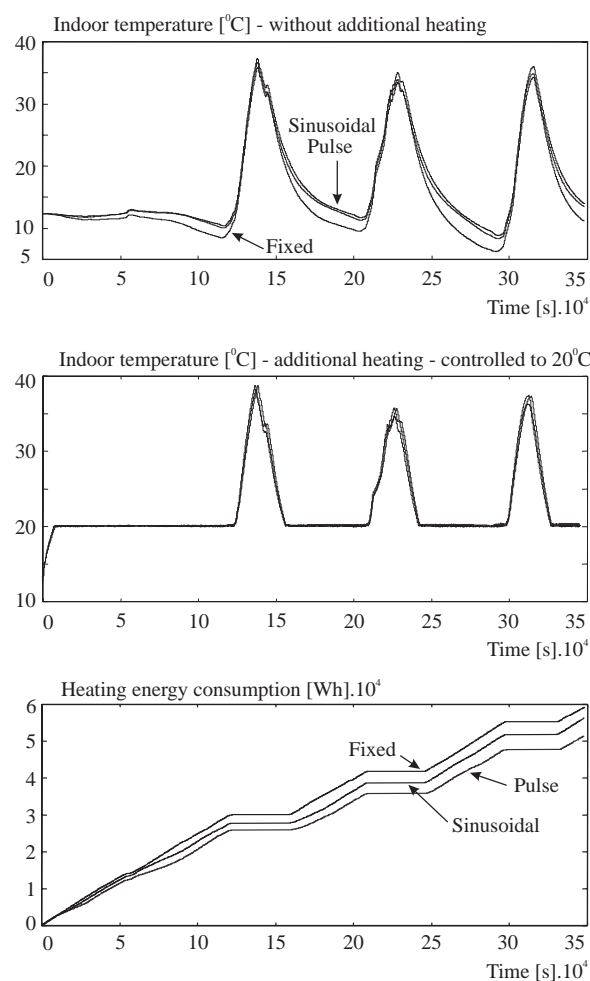 Indoor temperature [⁰C] - without additional heating
40
30
Sinusoidal
Pulse
20
10
Fixed
5
0 5 10 15 20 25 30 35
Time [s].10⁴
Indoor temperature [⁰C] - additional heating - controlled to 20⁰C
40
30
20
10
0 5 10 15 20 25 30 35
Time [s].10⁴
Heating energy consumption [Wh].10⁴
6
5
Fixed
4
Pulse
3
Sinusoidal
2
1
0
0 5 10 15 20 25 30 35
Time [s].10⁴